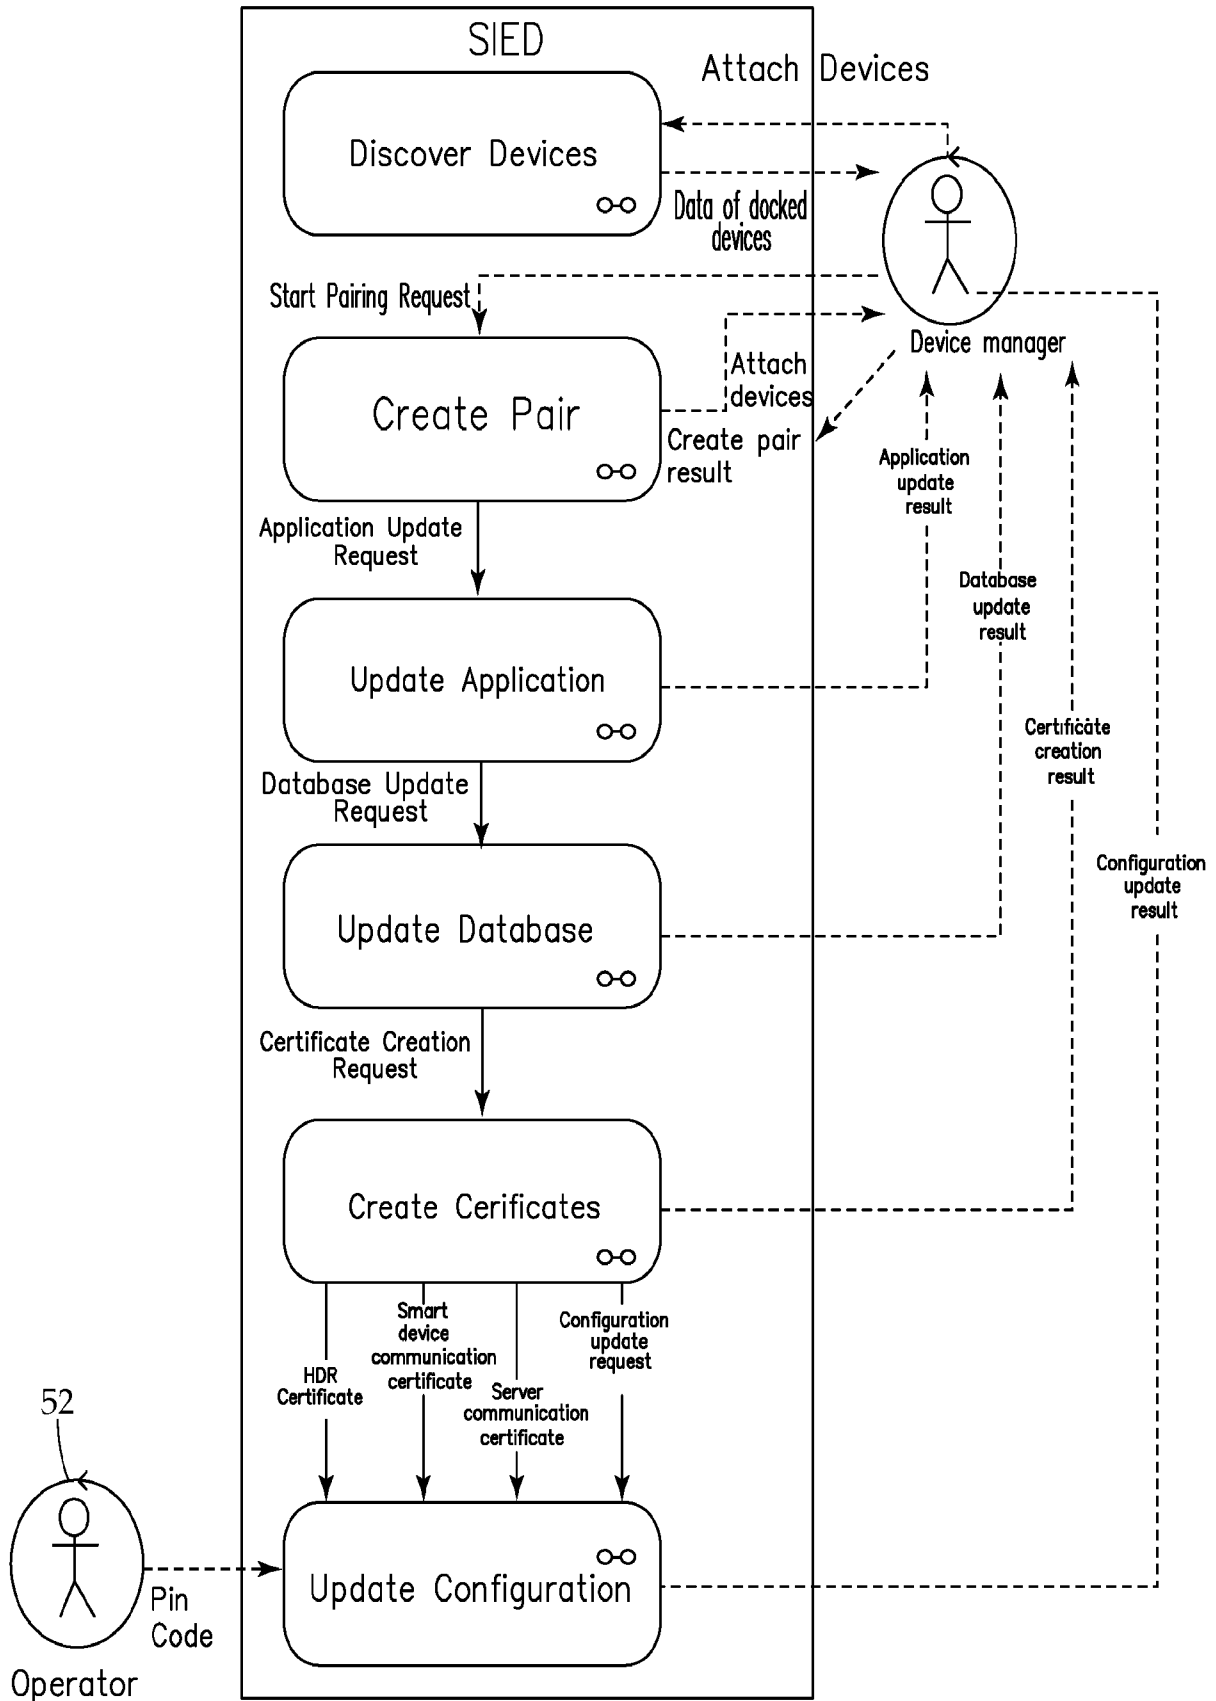 SIED
Attach Devices
Discover Devices
Data of docked
devices
Start Pairing Request
Device manager
Attach
devices
Create Pair
Create pair
result
Application
update
result
Application Update
Request
Database
update
result
Update Application
Certificate
creation
result
Database Update
Request
Configuration
update
result
Update Database
Certificate Creation
Request
Create Cerificates
Smart
device
communication
certificate
Configuration
update
request
HDR
Certificate
Server
communication
certificate
52
Update Configuration
Pin
Code
Operator